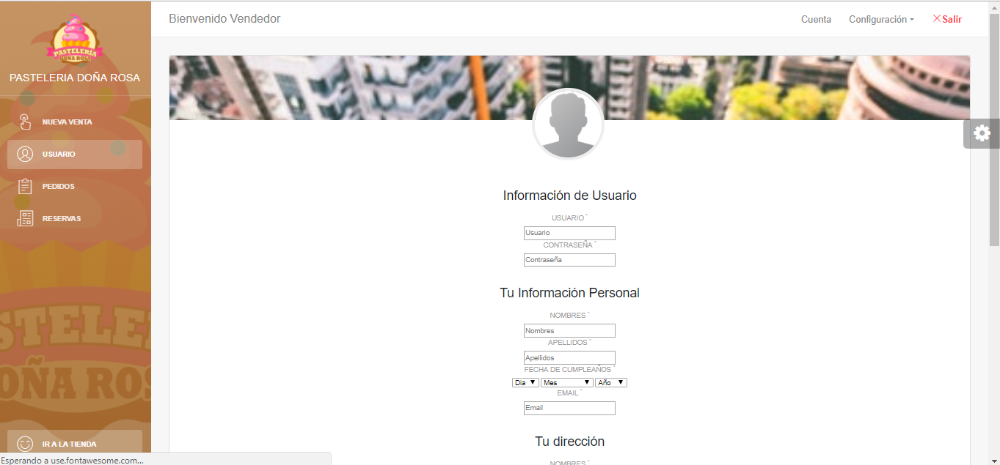 Bienvenido Vendedor
Cuenta
Configuración
Salir
PASTELERÍA
DOÑA ROSA
PASTELERIA DOÑA ROSA
NUEVA VENTA
USUARIO
PEDIDOS
RESERVAS
STELER
OÑA ROS
IR A LA TIENDA
Información de Usuario
USUARIO *
Usuario
CONTRASEÑA *
Contraseña
Tu Información Personal
NOMBRES *
Nombres
APELLIDOS *
Apellidos
FECHA DE CUMPLEAÑOS *
Dia Mes Año
EMAIL *
Email
Tu dirección
NOMBRES *
Esperando a use.fontawesome.com...